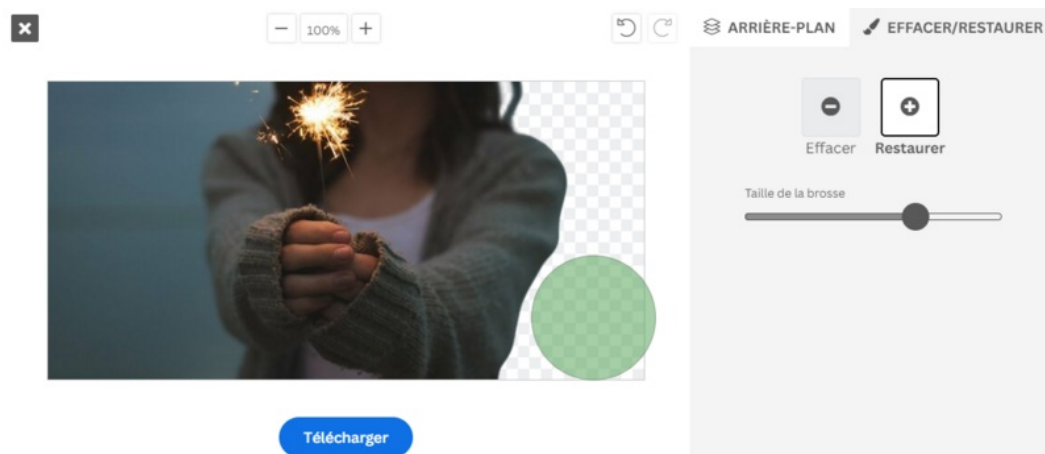 100%
ARRIÈRE-PLAN
EFFACER/RESTAURER
Effacer
Restaurer
Taille de la brosse
Télécharger